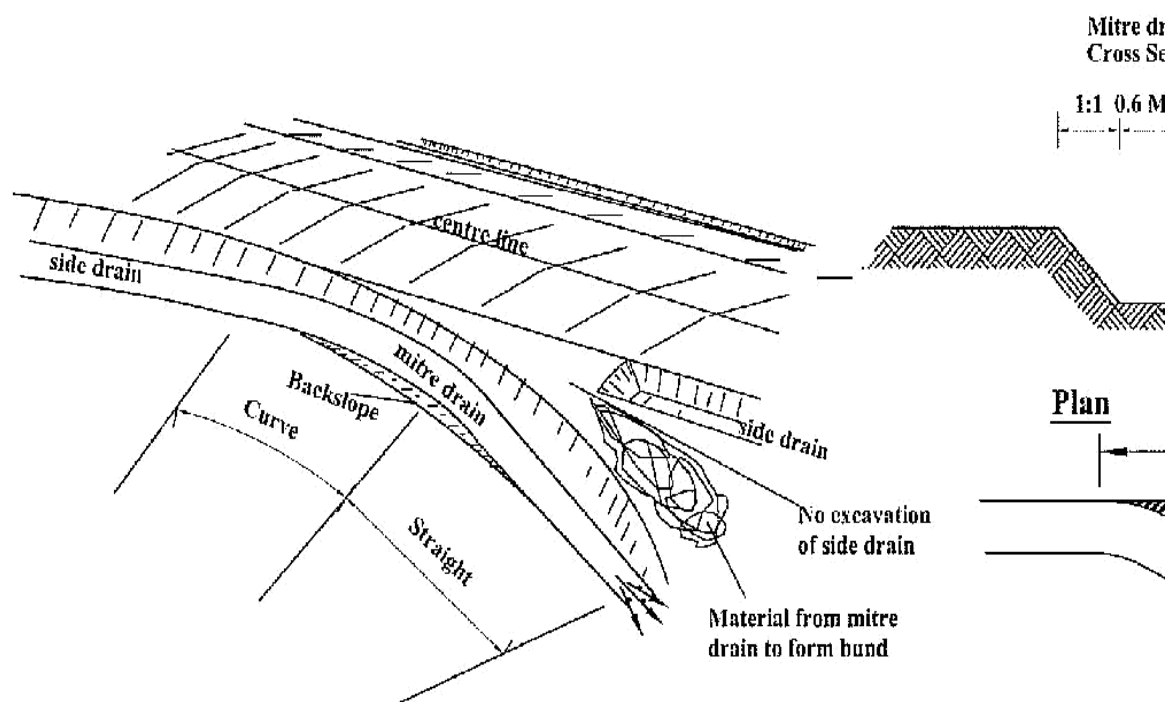 Mitre dr
Cross Se
1:1 0.6 M
centre line
side drain
mitre drain
Backslope
Curve
side drain
Plan
No excavation
of side drain
Straight
Material from mitre
drain to form bund